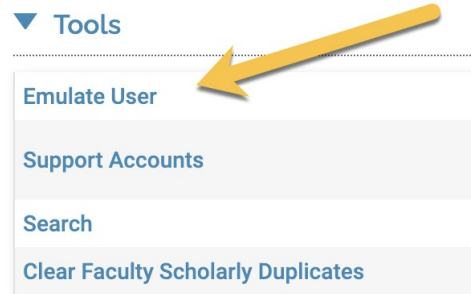 Tools
Emulate User
Support Accounts
Search
Clear Faculty Scholarly Duplicates